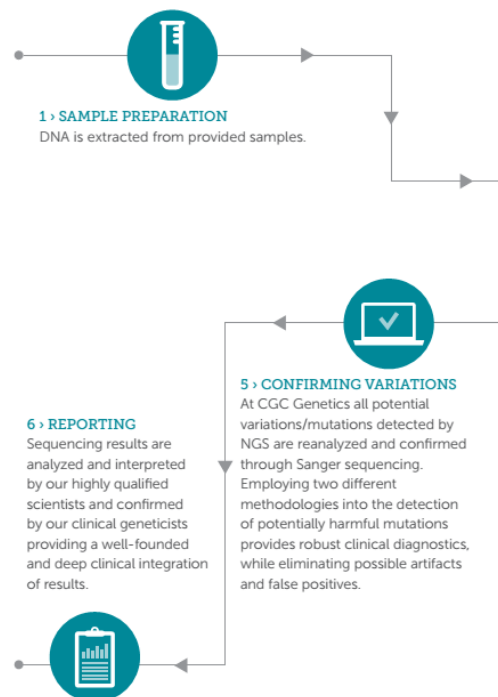 1 › SAMPLE PREPARATION
DNA is extracted from provided samples.
5 › CONFIRMING VARIATIONS
At CGC Genetics all potential
variations/mutations detected by
NGS are reanalyzed and confirmed
through Sanger sequencing.
Employing two different
methodologies into the detection
of potentially harmful mutations
provides robust clinical diagnostics,
while eliminating possible artifacts
and false positives.
6 › REPORTING
Sequencing results are
analyzed and interpreted
by our highly qualified
scientists and confirmed
by our clinical geneticists
providing a well-founded
and deep clinical integration
of results.